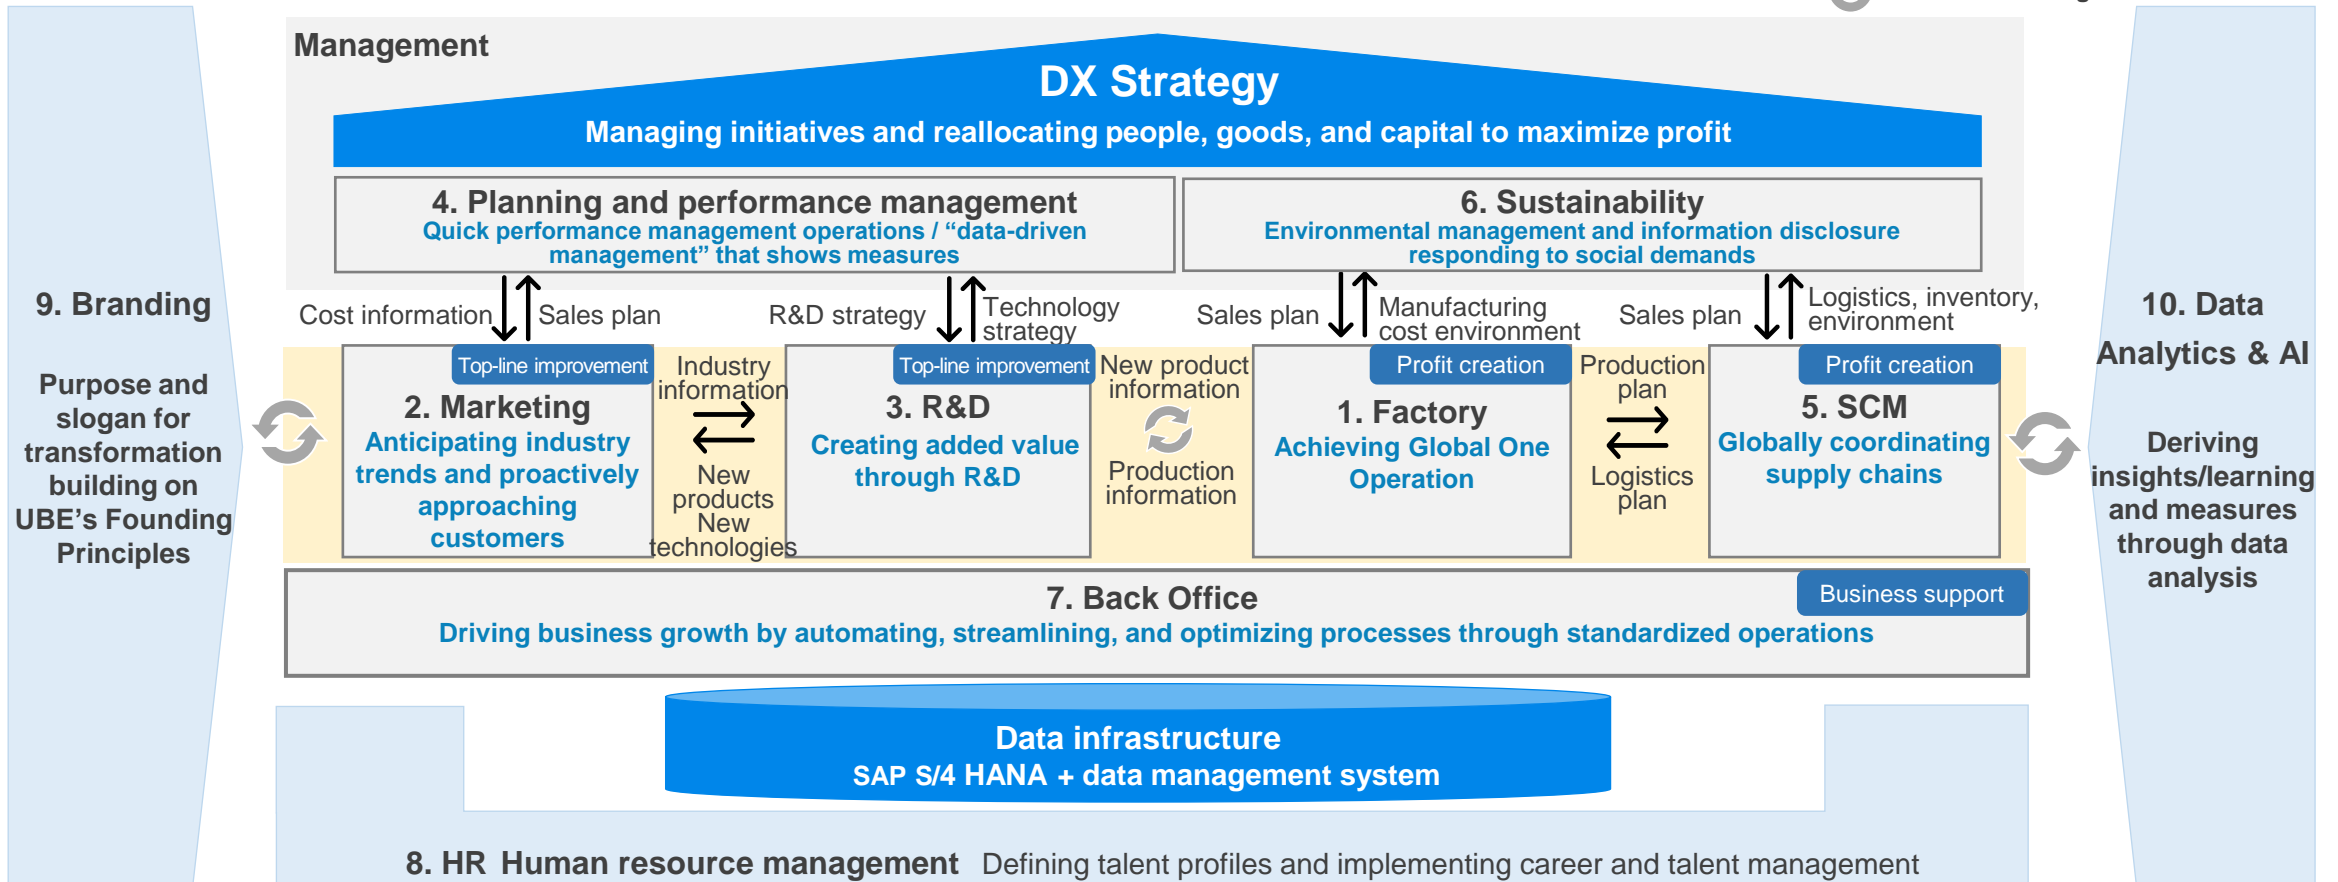 Management
DX Strategy
Managing initiatives and reallocating people, goods, and capital to maximize profit
4. Planning and performance management
Quick performance management operations / “data-driven
management” that shows measures
6. Sustainability
Environmental management and information disclosure
responding to social demands
Cost information
Sales plan
R&D strategy
Technology
strategy
Sales plan
Manufacturing
cost environment
Sales plan
Logistics, inventory,
environment
9. Branding
Purpose and
slogan for
transformation
building on
UBE’s Founding
Principles
Top-line improvement
2. Marketing
Anticipating industry
trends and proactively
approaching
customers
Industry
information
New
products
New
technologies
Top-line improvement
3. R&D
Creating added value
through R&D
New product
information
Production
information
Profit creation
1. Factory
Achieving Global One
Operation
Production
plan
Logistics
plan
Profit creation
5. SCM
Globally coordinating
supply chains
10. Data
Analytics & AI
Deriving
insights/learning
and measures
through data
analysis
7. Back Office
Business support
Driving business growth by automating, streamlining, and optimizing processes through standardized operations
Data infrastructure
SAP S/4 HANA + data management system
8. HR Human resource management Defining talent profiles and implementing career and talent management